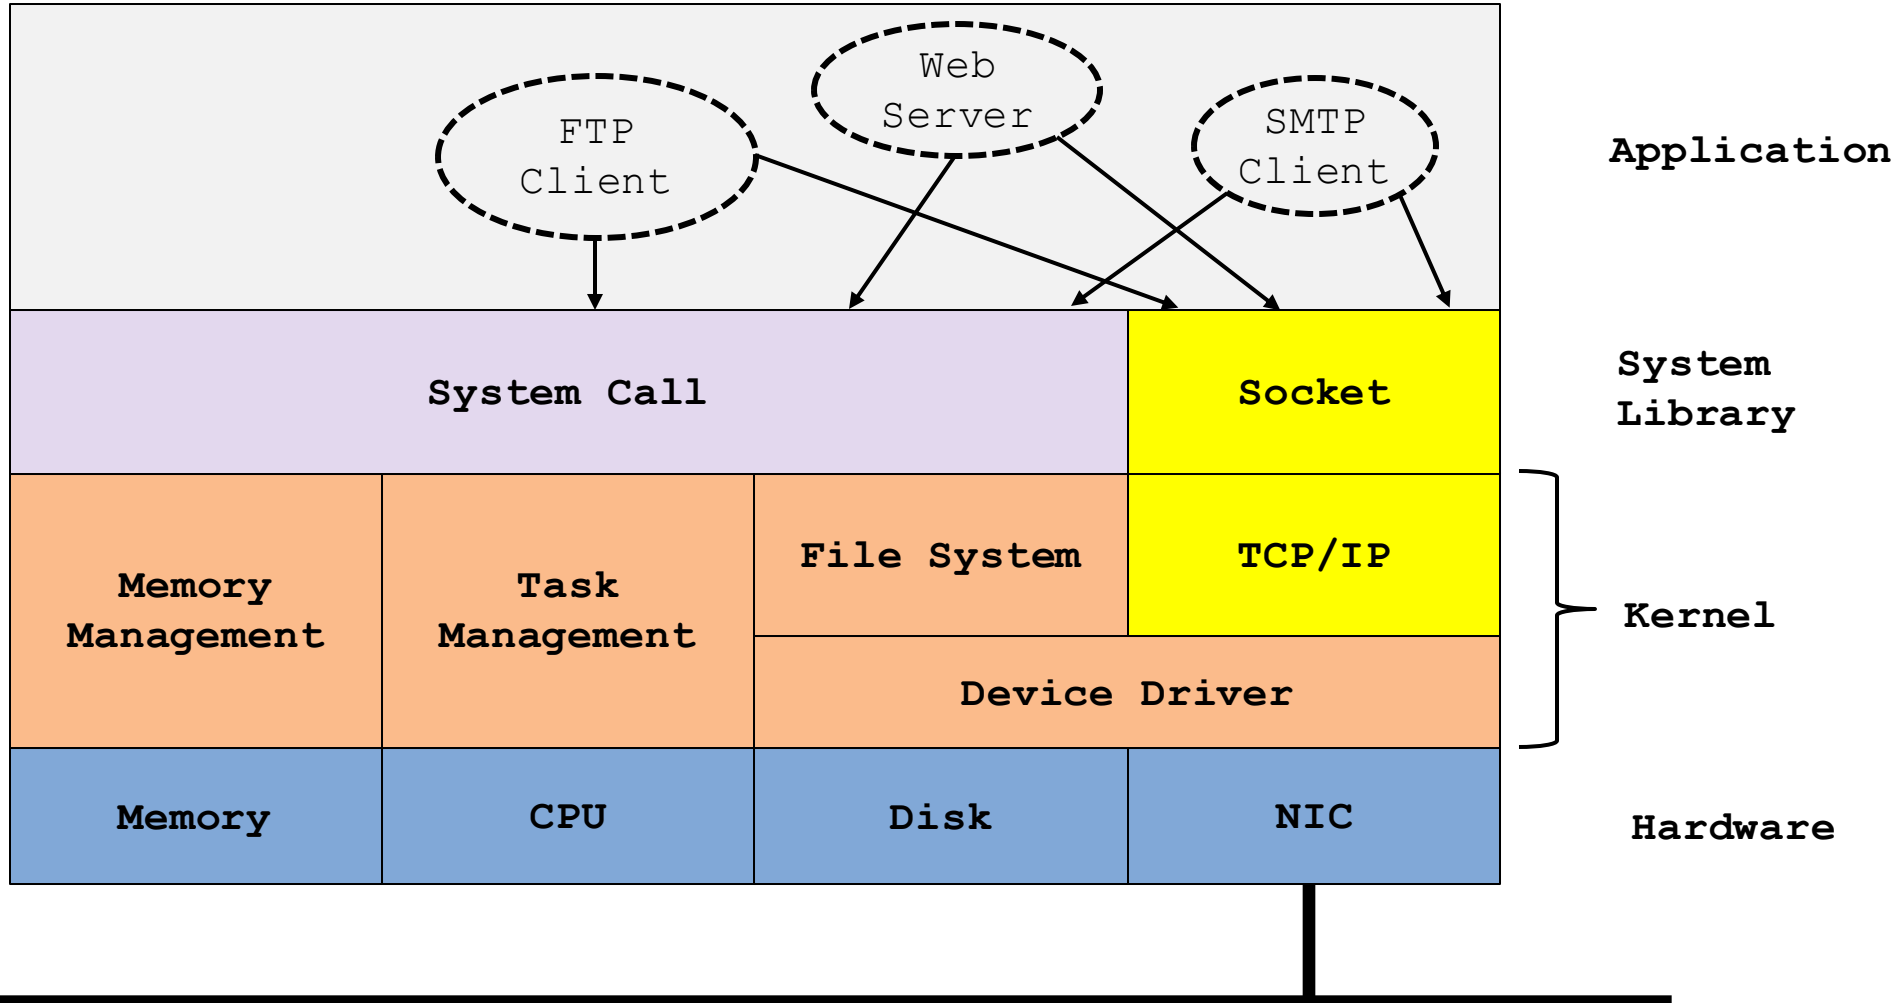 Web
Server
FTP
Client
SMTP
Client
Application
System Call
Socket
System
Library
Memory
Management
Task
Management
File System
TCP/IP
Device Driver
Kernel
Memory
CPU
Disk
NIC
Hardware